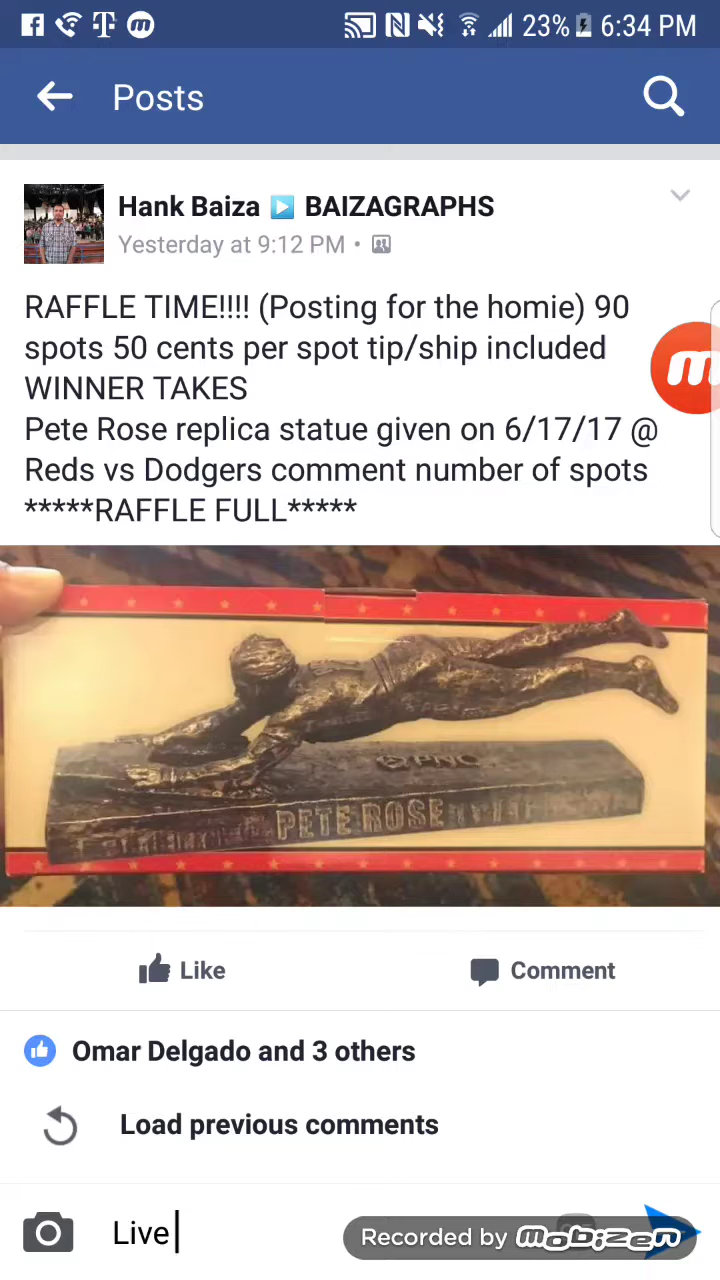 23% 6:34 PM
Posts
Hank Baiza ▶ BAIZAGRAPHS
Yesterday at 9:12 PM •
RAFFLE TIME!!!! (Posting for the homie) 90
spots 50 cents per spot tip/ship included
WINNER TAKES
Pete Rose replica statue given on 6/17/17 @
Reds vs Dodgers comment number of spots
*****RAFFLE FULL*****
m
PNC
PETE ROSE
Like
Comment
Omar Delgado and 3 others
Load previous comments
Live
Recorded by mobizen